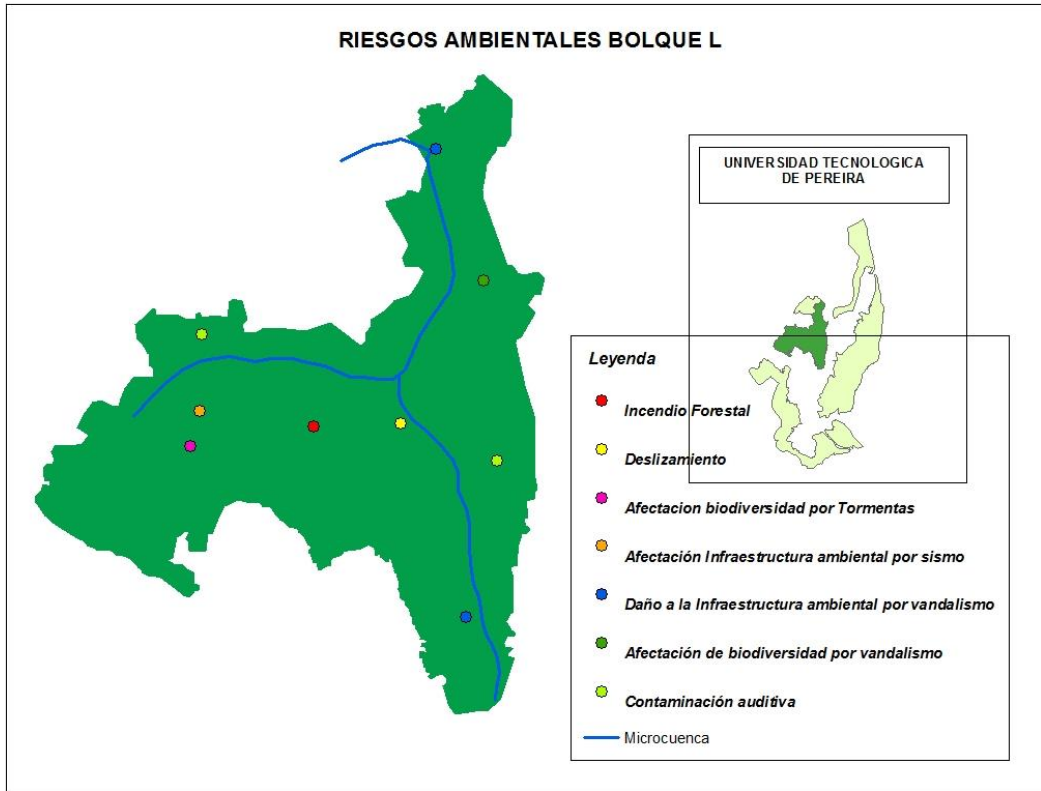 RIESGOS AMBIENTALES BOLQUE L
UNIVERSIDAD TECNOLOGICA
DE PEREIRA
Leyenda
Incendio Forestal
Deslizamiento
Afectacion biodiversidad por Tormentas
Afectación Infraestructura ambiental por sismo
Daño a la Infraestructura ambiental por vandalismo
Afectación de biodiversidad por vandalismo
Contaminación auditiva
Microcuenca